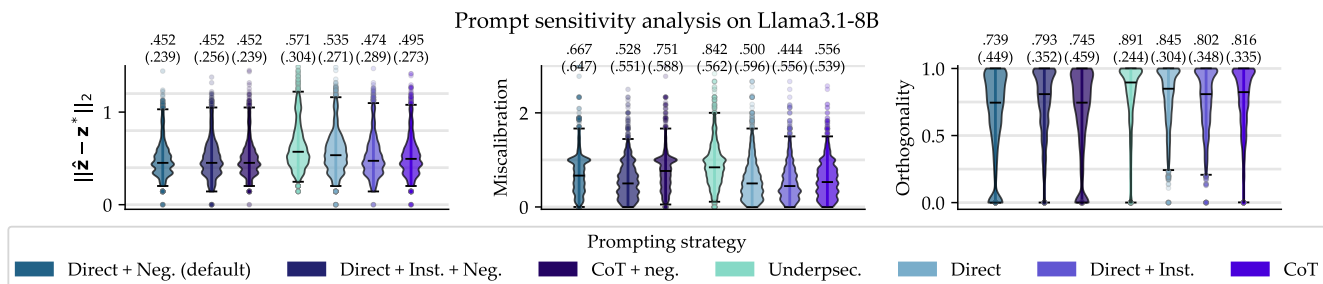 Prompt sensitivity analysis on Llama3.1-8B
.452 .452 .452 .571 .535 .474 .495
(.239) (.256) (.239) (.304) (.271) (.289) (.273)
||ẑ − z*||₂
1
0
.667 .528 .751 .842 .500 .444 .556
(.647) (.551) (.588) (.562) (.596) (.556) (.539)
Miscalibration
2
0
.739 .793 .745 .891 .845 .802 .816
(.449) (.352) (.459) (.244) (.304) (.348) (.335)
Orthogonality
1.0
0.5
0.0
Prompting strategy
Direct + Neg. (default) Direct + Inst. + Neg. CoT + neg. Underpsec. Direct Direct + Inst. CoT